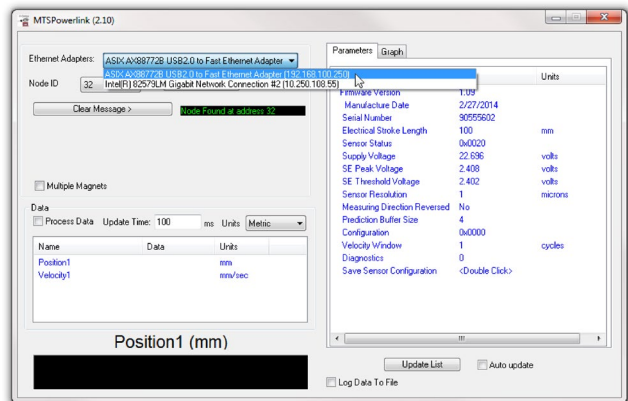 MTSPowerlink (2.10)
Ethernet Adapters:
ASIX AX88772B USB2.0 to Fast Ethernet Adapter
ASIX AX88772B USB2.0 to Fast Ethernet Adapter (192.168.100.250)
Intel(R) 82579LM Gigabit Network Connection #2 (10.250.108.55)
Node ID 32
Clear Message >
Node Found at address 32
Multiple Magnets
Data
Process Data Update Time: 100 ms Units Metric
Name Data Units
Position1 mm
Velocity1 mm/sec
Position1 (mm)
Parameters Graph
Units
Firmware Version 1.09
Manufacture Date 2/27/2014
Serial Number 90555602
Electrical Stroke Length 100 mm
Sensor Status 0x0020
Supply Voltage 22.696 volts
SE Peak Voltage 2.408 volts
SE Threshold Voltage 2.402 volts
Sensor Resolution 1 microns
Measuring Direction Reversed No
Prediction Buffer Size 4
Configuration 0x0000
Velocity Window 1 cycles
Diagnostics 0
Save Sensor Configuration <Double Click>
Update List Auto update
Log Data To File